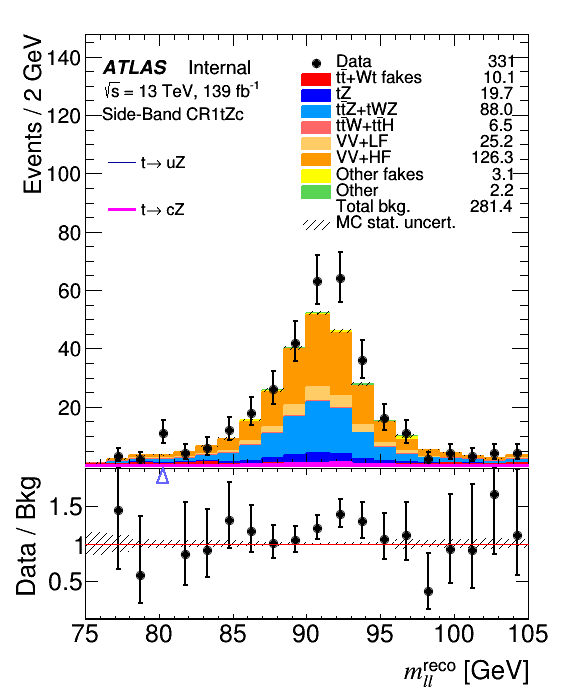 ATLAS Internal
√s = 13 TeV, 139 fb⁻¹
Side-Band CR1tZc
t→ uZ
t→ cZ
Data 331
tt̄+Wt fakes 10.1
tZ 19.7
tt̄Z+tWZ 88.0
tt̄W+tt̄H 6.5
VV+LF 25.2
VV+HF 126.3
Other fakes 3.1
Other 2.2
Total bkg. 281.4
MC stat. uncert.
Events / 2 GeV
140
120
100
80
60
40
20
Data / Bkg
1.5
1
0.5
75 80 85 90 95 100 105
m_ll^reco [GeV]